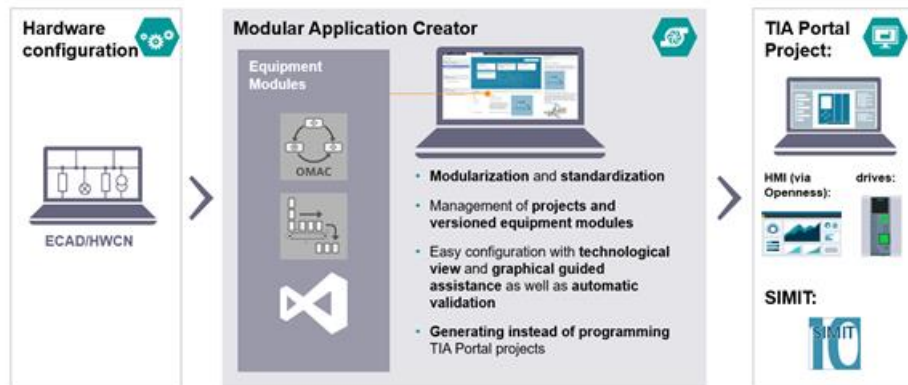 Hardware
configuration
ECAD/HWCN
Modular Application Creator
Equipment
Modules
OMAC
• Modularization and standardization
• Management of projects and
versioned equipment modules
• Easy configuration with technological
view and graphical guided
assistance as well as automatic
validation
• Generating instead of programming
TIA Portal projects
TIA Portal
Project:
HMI (via
Openness):
drives:
SIMIT:
SIMIT
10